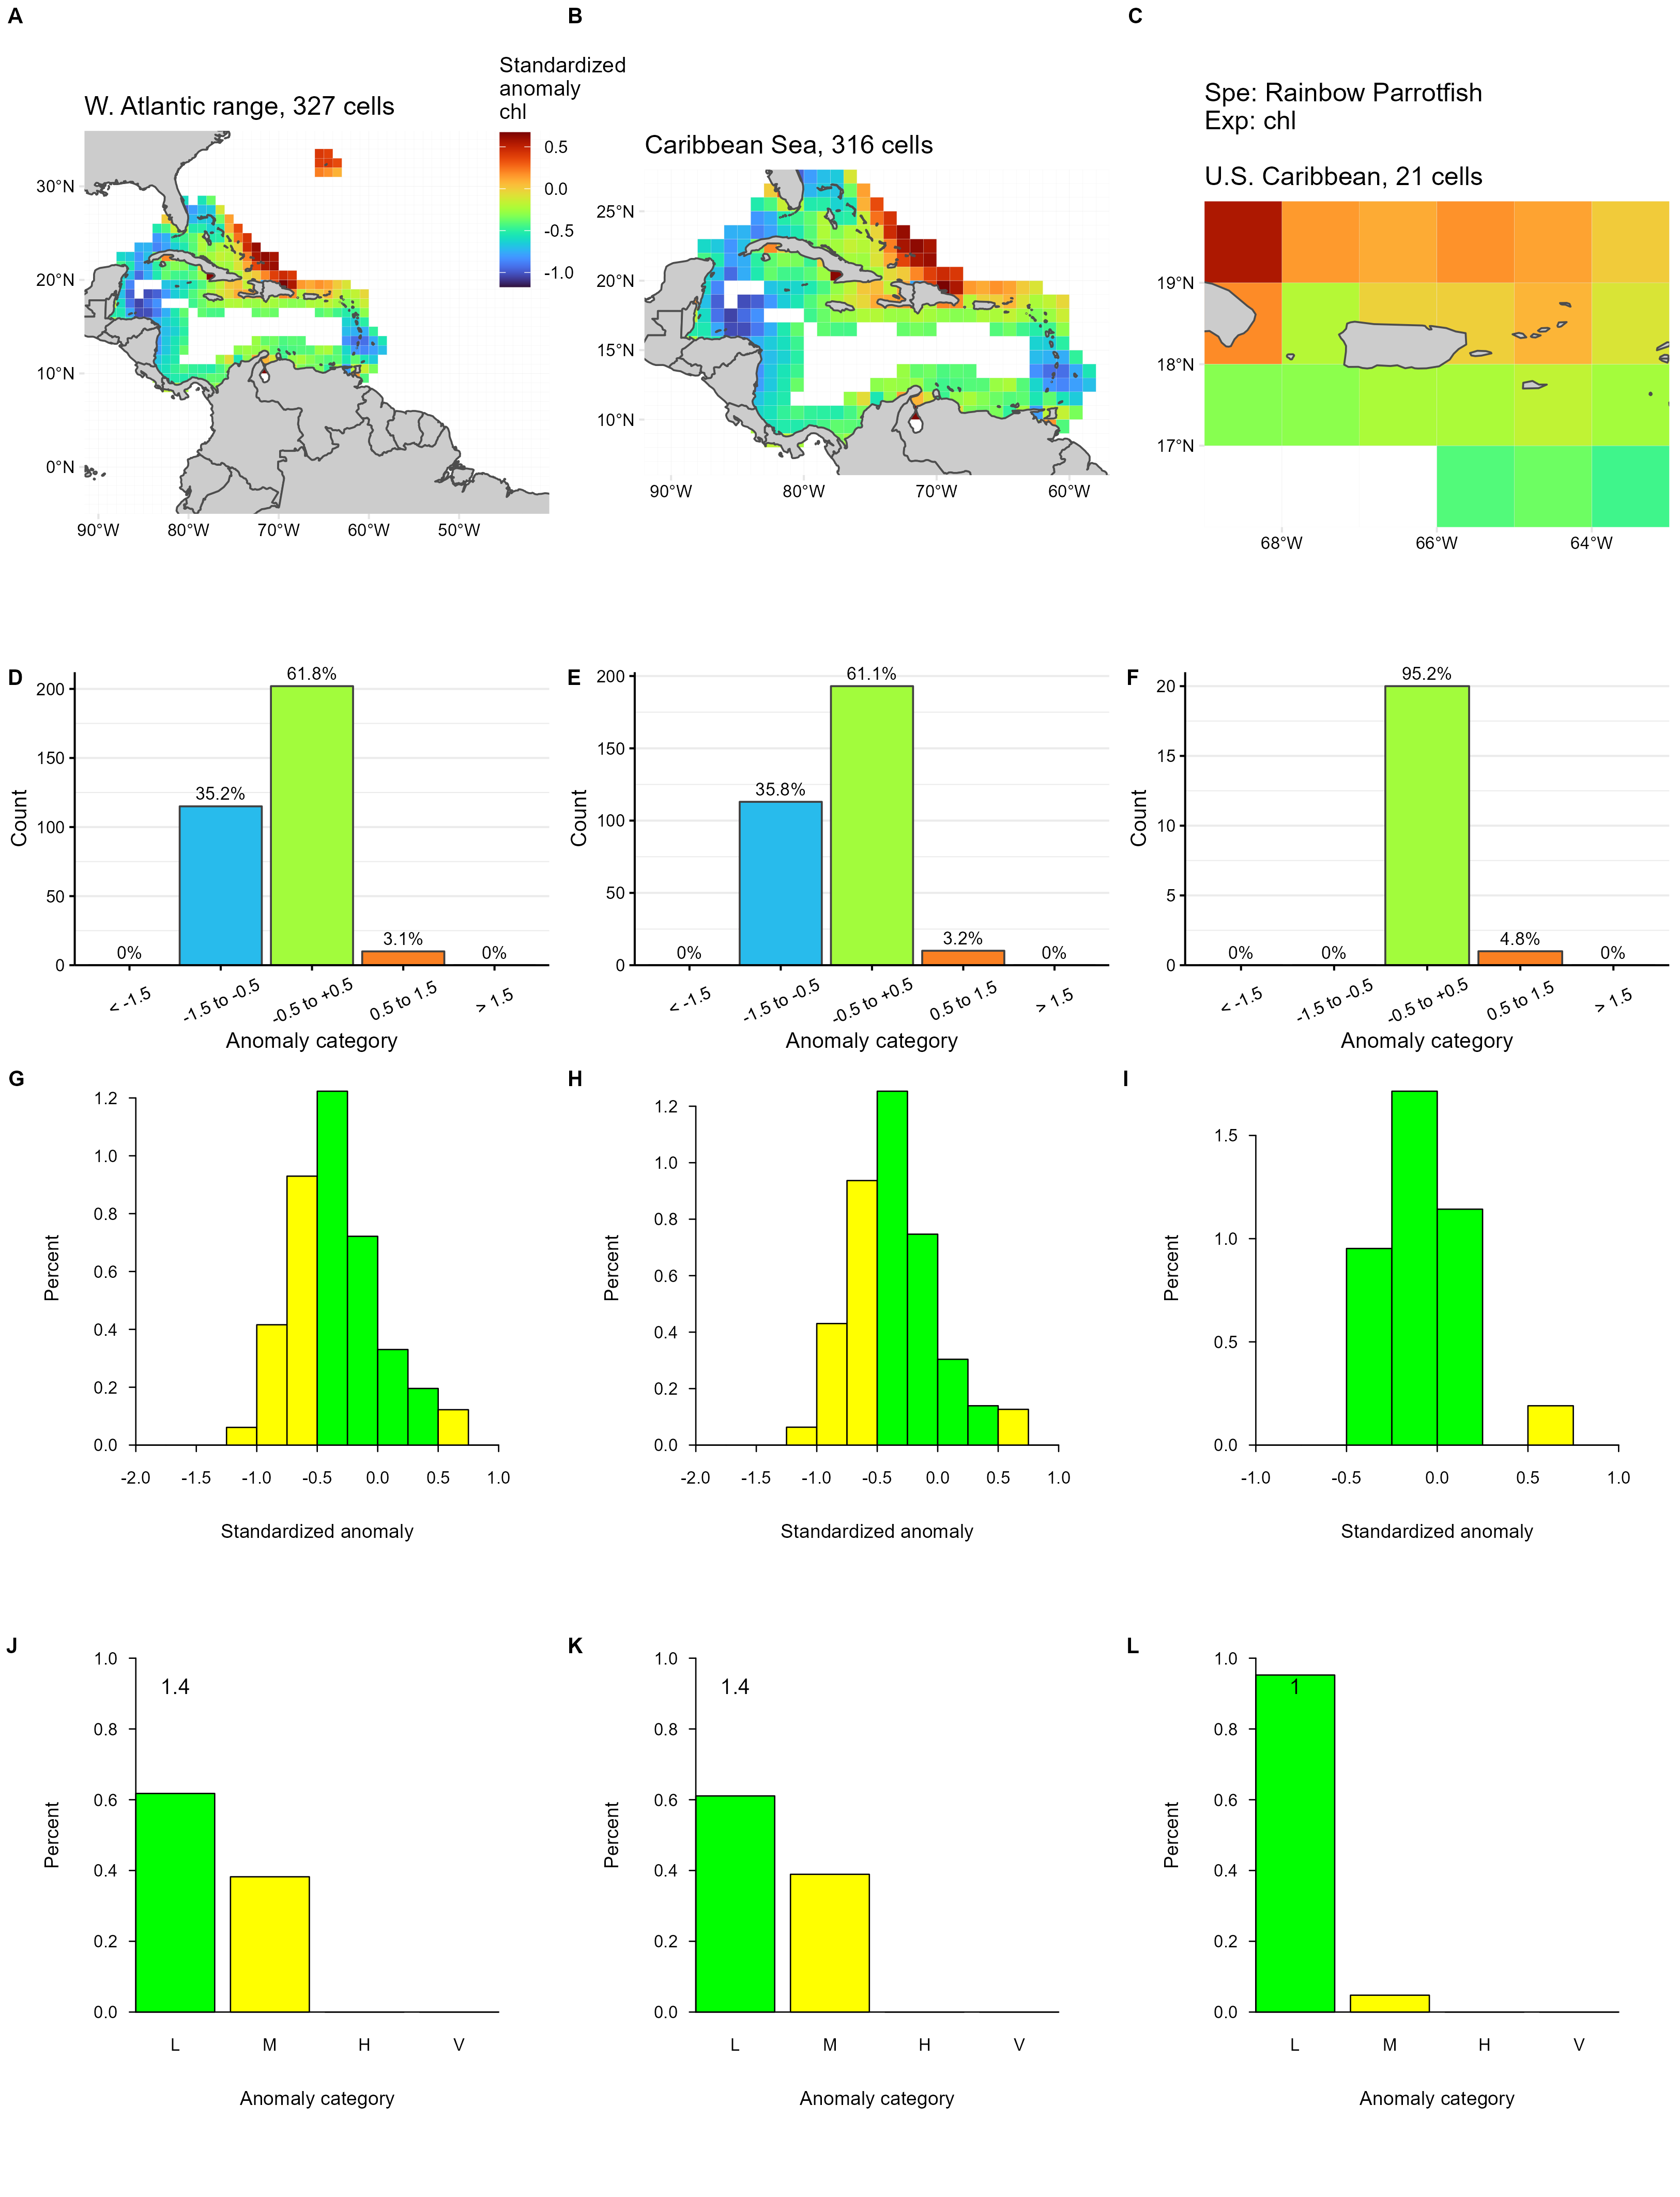 A
B
C
Standardized
anomaly
chl
W. Atlantic range, 327 cells
0.5
0.0
-0.5
-1.0
30°N
20°N
10°N
0°N
90°W
80°W
70°W
60°W
50°W
Caribbean Sea, 316 cells
25°N
20°N
15°N
10°N
90°W
80°W
70°W
60°W
Spe: Rainbow Parrotfish
Exp: chl
U.S. Caribbean, 21 cells
19°N
18°N
17°N
68°W
66°W
64°W
D
Count
200
150
100
50
0
0%
35.2%
61.8%
3.1%
0%
< -1.5
-1.5 to -0.5
-0.5 to +0.5
0.5 to 1.5
> 1.5
Anomaly category
E
Count
200
150
100
50
0
0%
35.8%
61.1%
3.2%
0%
< -1.5
-1.5 to -0.5
-0.5 to +0.5
0.5 to 1.5
> 1.5
Anomaly category
F
Count
20
15
10
5
0
0%
0%
95.2%
4.8%
0%
< -1.5
-1.5 to -0.5
-0.5 to +0.5
0.5 to 1.5
> 1.5
Anomaly category
G
Percent
1.2
1.0
0.8
0.6
0.4
0.2
0.0
-2.0
-1.5
-1.0
-0.5
0.0
0.5
1.0
Standardized anomaly
H
Percent
1.2
1.0
0.8
0.6
0.4
0.2
0.0
-2.0
-1.5
-1.0
-0.5
0.0
0.5
1.0
Standardized anomaly
I
Percent
1.5
1.0
0.5
0.0
-1.0
-0.5
0.0
0.5
1.0
Standardized anomaly
J
Percent
1.0
0.8
0.6
0.4
0.2
0.0
1.4
L
M
H
V
Anomaly category
K
Percent
1.0
0.8
0.6
0.4
0.2
0.0
1.4
L
M
H
V
Anomaly category
L
Percent
1.0
0.8
0.6
0.4
0.2
0.0
1
L
M
H
V
Anomaly category